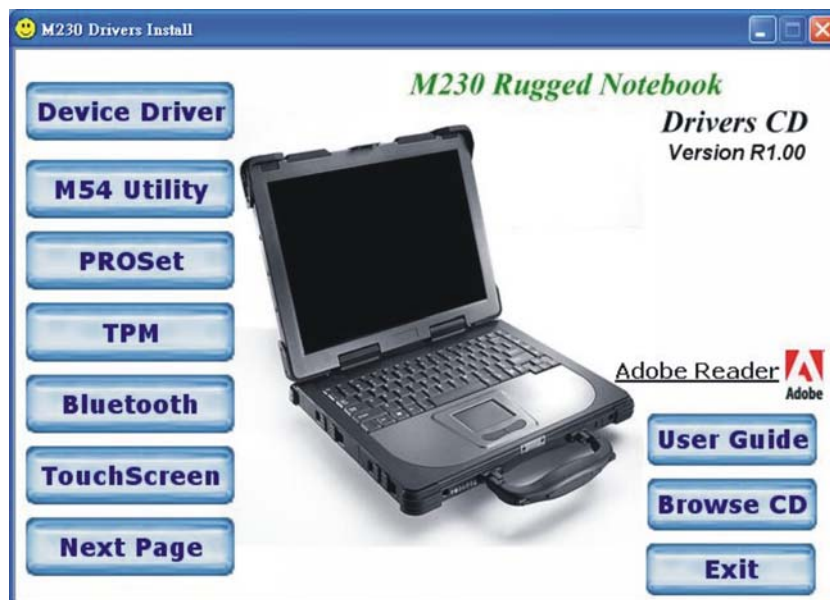 M230 Drivers Install
M230 Rugged Notebook
Drivers CD
Version R1.00
Device Driver
M54 Utility
PROSet
TPM
Bluetooth
TouchScreen
Next Page
Adobe Reader
Adobe
User Guide
Browse CD
Exit